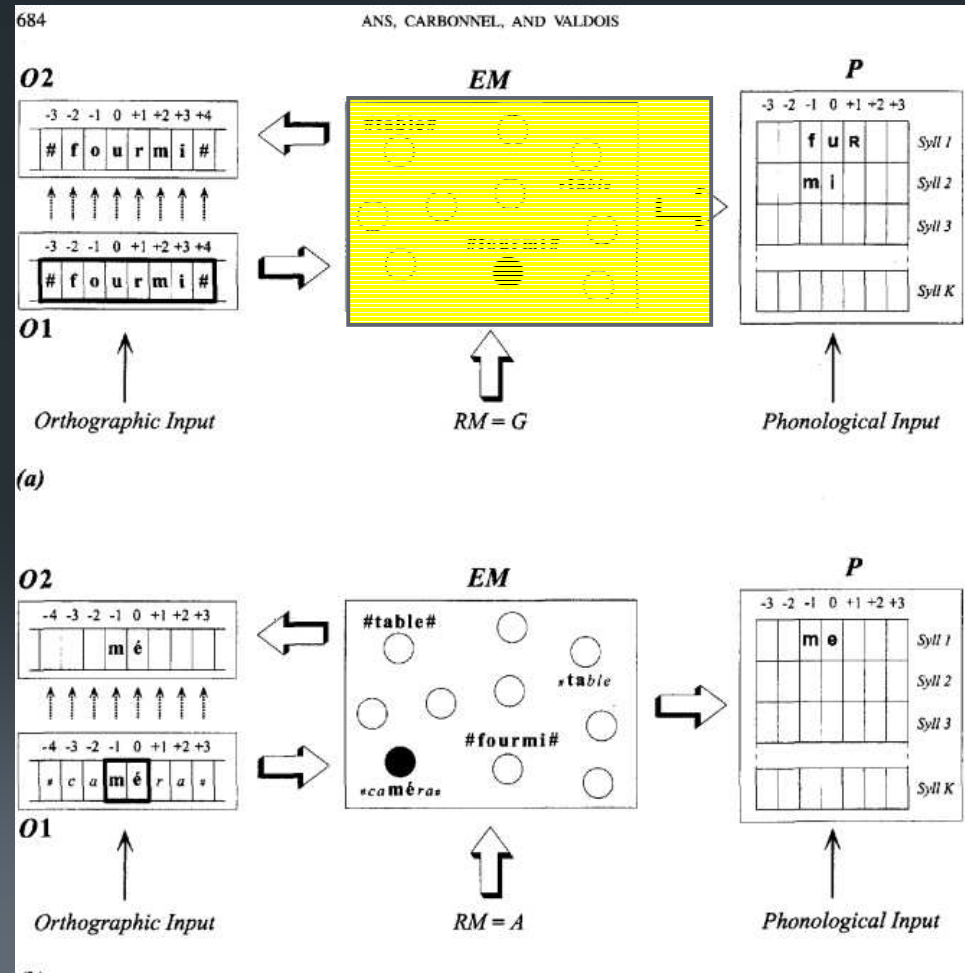 684 ANS, CARBONNEL, AND VALDOIS
O2 EM P
-3 -2 -1 0 +1 +2 +3 +4
# f o u r m i #
-3 -2 -1 0 +1 +2 +3
f u R Syll 1
m i Syll 2
Syll 3
Syll K
#table#
#table
#fourmi#
-3 -2 -1 0 +1 +2 +3 +4
# f o u r m i #
O1
Orthographic Input RM = G Phonological Input
(a)
O2 EM P
-4 -3 -2 -1 0 +1 +2 +3
m é
-3 -2 -1 0 +1 +2 +3
m e Syll 1
Syll 2
Syll 3
Syll K
#table#
#table
#fourmi#
#caméra#
-4 -3 -2 -1 0 +1 +2 +3
# c a m é r a #
O1
Orthographic Input RM = A Phonological Input